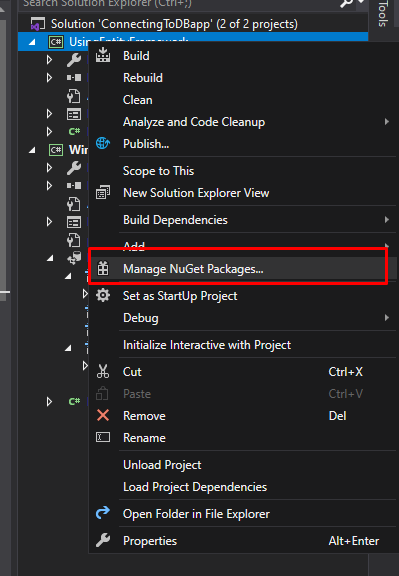 Search Solution Explorer (Ctrl+;)
Solution 'ConnectingToDBapp' (2 of 2 projects)
C# UsingEntityFramework
Build
Rebuild
Clean
Analyze and Code Cleanup
Publish...
Scope to This
New Solution Explorer View
Build Dependencies
Add
Manage NuGet Packages...
Set as StartUp Project
Debug
Initialize Interactive with Project
Cut Ctrl+X
Paste Ctrl+V
Remove Del
Rename
Unload Project
Load Project Dependencies
Open Folder in File Explorer
Properties Alt+Enter
C#
C# Win
C#
Tools